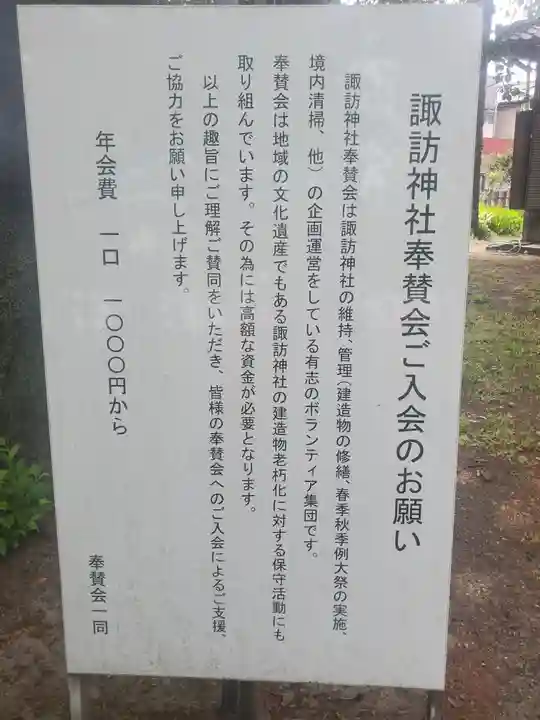 諏訪神社奉賛会ご入会のお願い
諏訪神社奉賛会は諏訪神社の維持、管理(建造物の修繕、春季秋季例大祭の実施、
境内清掃、他)の企画運営をしている有志のボランティア集団です。
奉賛会は地域の文化遺産でもある諏訪神社の建造物老朽化に対する保守活動にも
取り組んでいます。その為には高額な資金が必要となります。
以上の趣旨にご理解ご賛同をいただき、皆様の奉賛会へのご入会によるご支援、
ご協力をお願い申し上げます。
年会費 一口 一〇〇〇円から
奉賛会一同